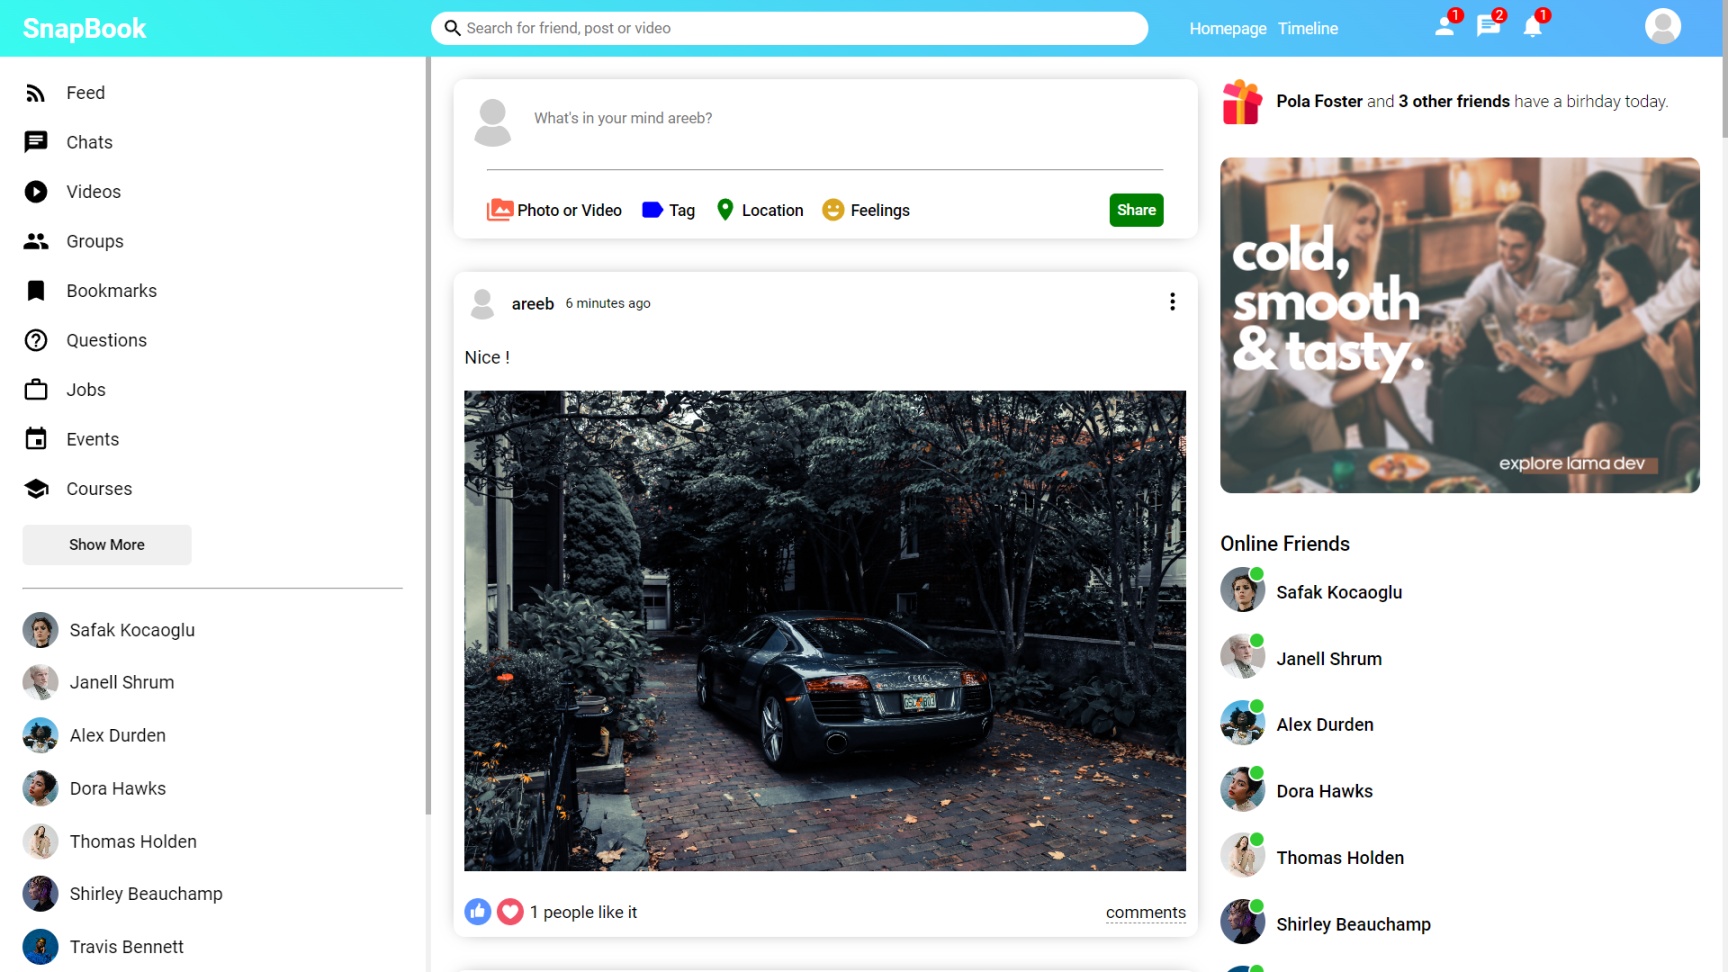 SnapBook
Search for friend, post or video
Homepage Timeline
1
2
1
Feed
Chats
Videos
Groups
Bookmarks
Questions
Jobs
Events
Courses
Show More
Safak Kocaoglu
Janell Shrum
Alex Durden
Dora Hawks
Thomas Holden
Shirley Beauchamp
Travis Bennett
What's in your mind areeb?
Photo or Video Tag Location Feelings Share
areeb 6 minutes ago
Nice !
1 people like it comments
Pola Foster and 3 other friends have a birhday today.
cold,
smooth
& tasty.
explore lama dev
Online Friends
Safak Kocaoglu
Janell Shrum
Alex Durden
Dora Hawks
Thomas Holden
Shirley Beauchamp